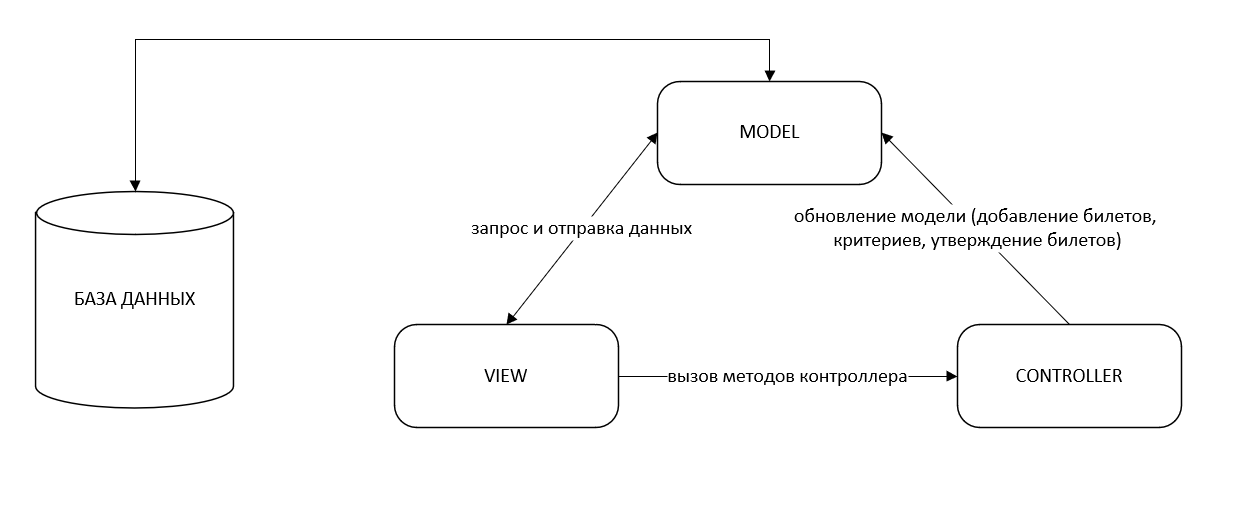 MODEL
обновление модели (добавление билетов,
критериев, утверждение билетов)
запрос и отправка данных
БАЗА ДАННЫХ
VIEW
вызов методов контроллера
CONTROLLER